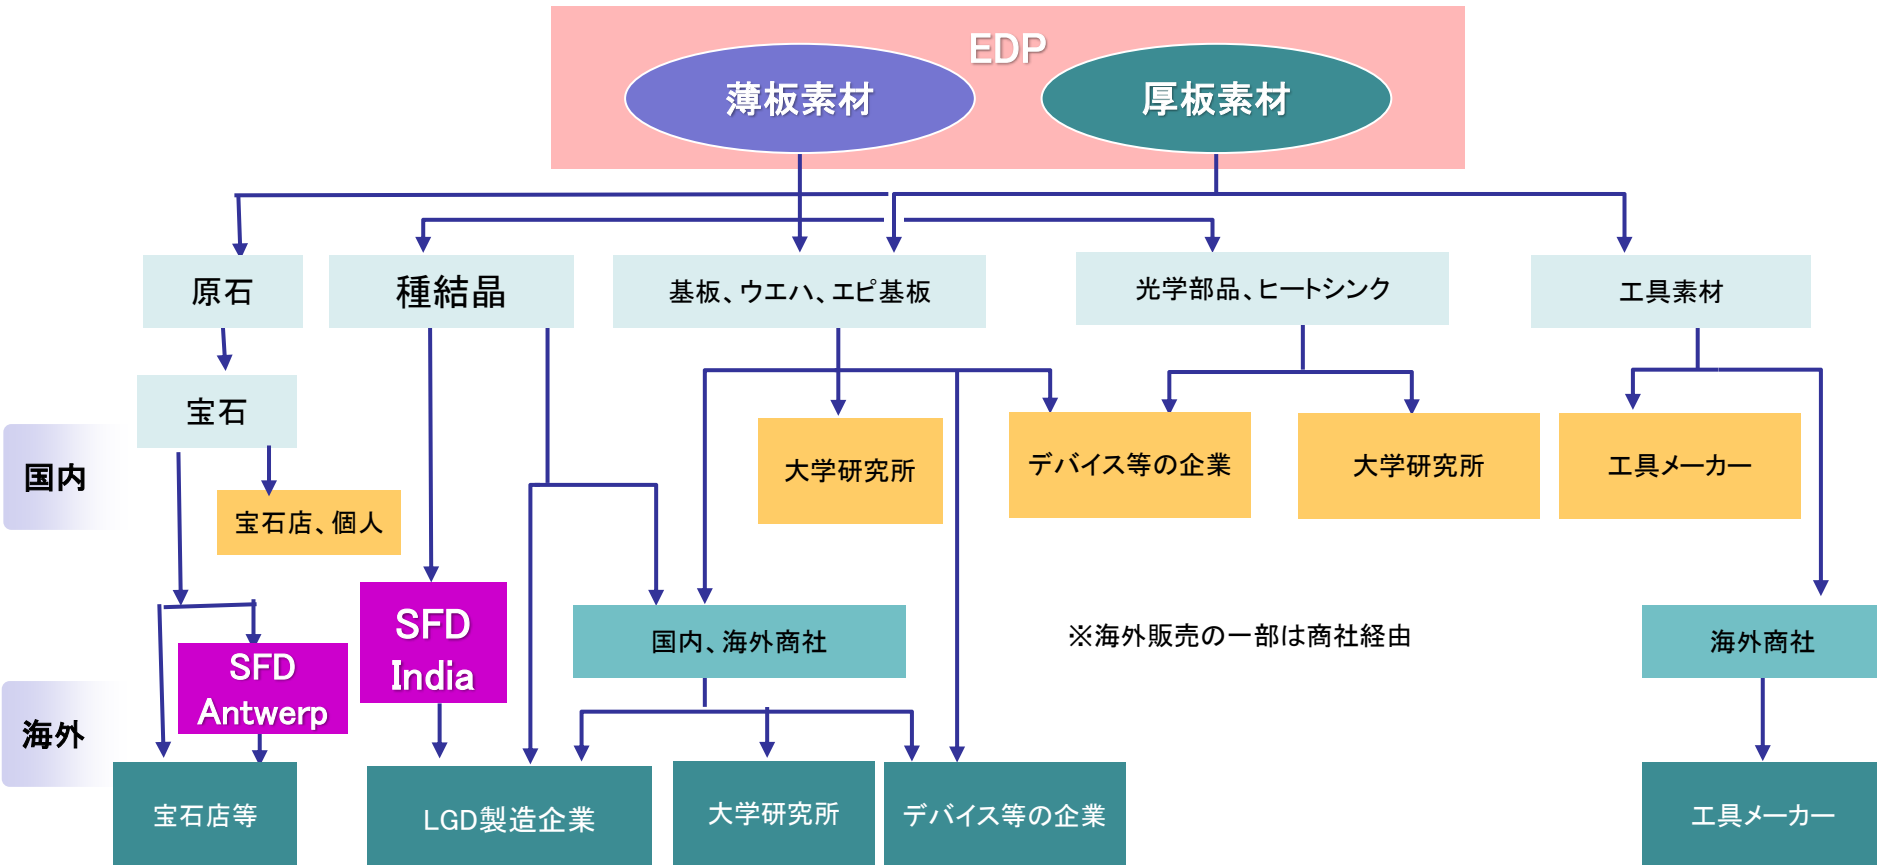 EDP
薄板素材
厚板素材
原石
種結晶
基板、ウエハ、エピ基板
光学部品、ヒートシンク
工具素材
宝石
国内
大学研究所
デバイス等の企業
大学研究所
工具メーカー
宝石店、個人
SFD
India
国内、海外商社
※海外販売の一部は商社経由
海外商社
SFD
Antwerp
海外
宝石店等
LGD製造企業
大学研究所
デバイス等の企業
工具メーカー